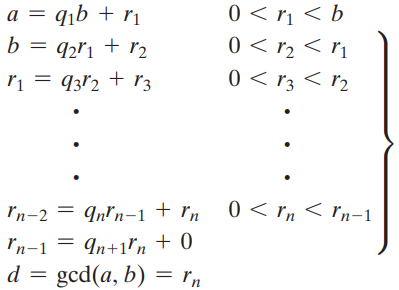 a = q₁b + r₁ 0 < r₁ < b
b = q₂r₁ + r₂ 0 < r₂ < r₁
r₁ = q₃r₂ + r₃ 0 < r₃ < r₂
• •
• •
• •
rₙ₋₂ = qₙrₙ₋₁ + rₙ 0 < rₙ < rₙ₋₁
rₙ₋₁ = qₙ₊₁rₙ + 0
d = gcd(a, b) = rₙ